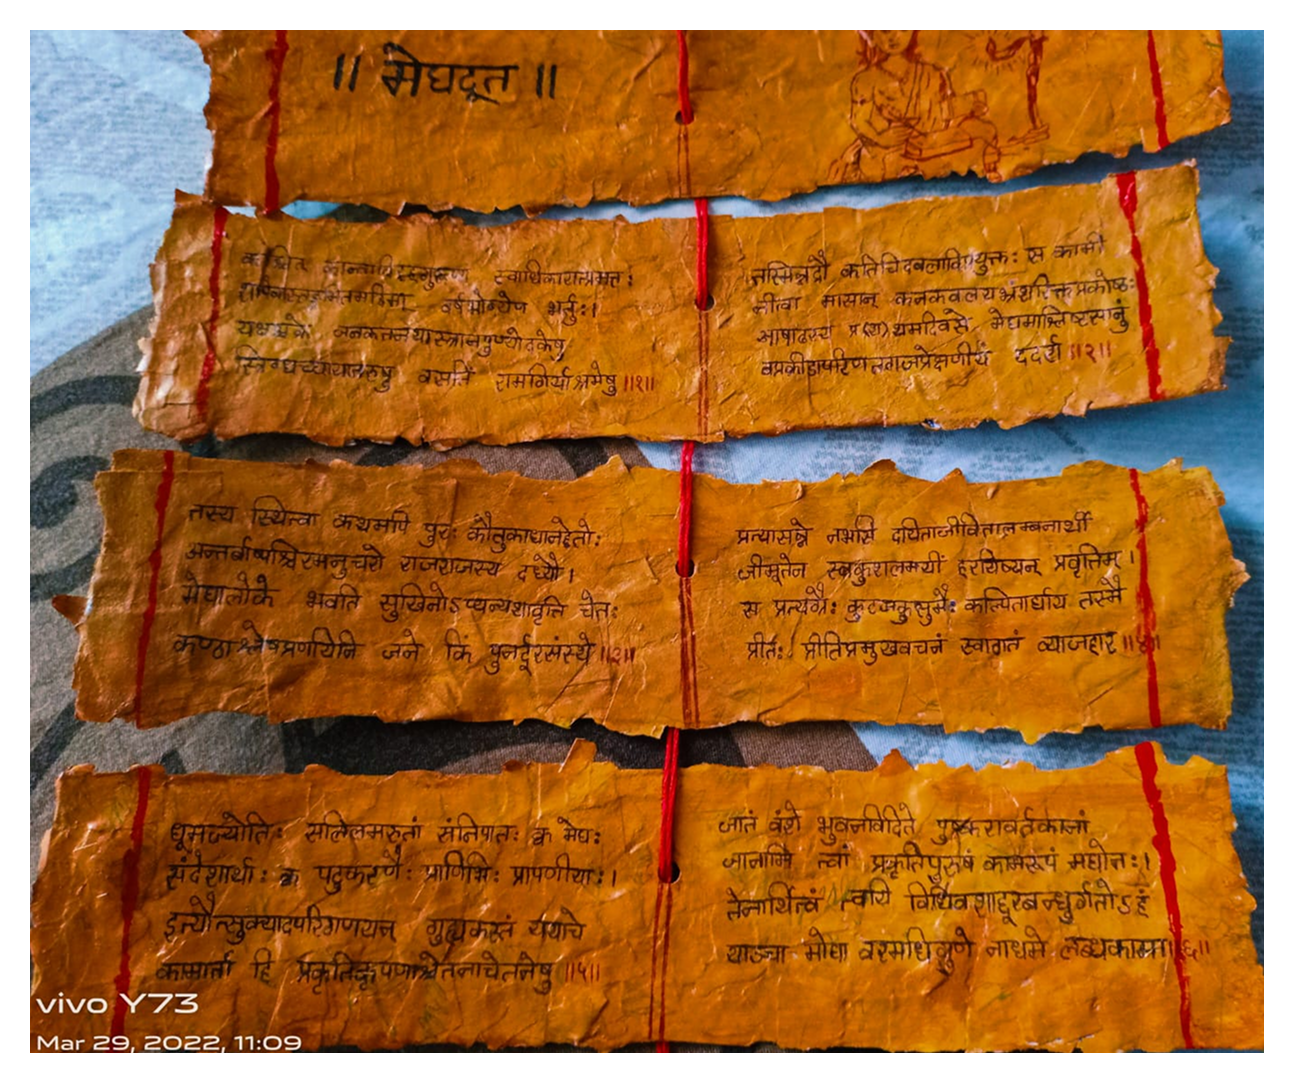 ॥ मेघदूत ॥
कश्चित् कान्ताविरहगुरुणा स्वाधिकारात्प्रमत्तः
वर्षभोग्येण भर्तुः।
यक्षश्चक्रे जनकतनयास्नानपुण्योदकेषु
स्निग्धच्छायातरुषु वसतिं रामगिर्याश्रमेषु ॥१॥
तस्मिन्नद्रौ कतिचिदबलाविप्रयुक्तः स कामी
नीत्वा मासान् कनकवलयभ्रंशरिक्तप्रकोष्ठः
आषाढस्य प्र(श)थमदिवसे मेघमाश्लिष्टसानुं
वप्रक्रीडापरिणतगजप्रेक्षणीयं ददर्श ॥२॥
तस्य स्थित्वा कथमपि पुरः कौतुकाधानहेतोः
अन्तर्बाष्पश्चिरमनुचरो राजराजस्य दध्यौ।
मेघालोके भवति सुखिनोऽप्यन्यथावृत्ति चेतः
कण्ठाश्लेषप्रणयिनि जने किं पुनर्दूरसंस्थे ॥३॥
प्रत्यासन्ने नभसि दयिताजीवितालम्बनार्थी
जीमूतेन स्वकुशलमयीं हरयिष्यन् प्रवृत्तिम्।
स प्रत्यग्रैः कुटजकुसुमैः कल्पितार्घाय तस्मै
प्रीतः प्रीतिप्रमुखवचनं स्वागतं व्याजहार ॥४॥
धूमज्योतिः सलिलमरुतां संनिपातः क्व मेघः
संदेशार्थाः क्व पटुकरणैः प्राणिभिः प्रापणीयाः।
इत्यौत्सुक्यादपरिगणयन् गुह्यकस्तं ययाचे
कामार्ता हि प्रकृतिकृपणाश्चेतनाचेतनेषु ॥५॥
जातं वंशे भुवनविदिते पुष्करावर्तकानां
जानामि त्वां प्रकृतिपुरुषं कामरूपं मघोनः।
तेनार्थित्वं त्वयि विधिवशाद्दूरबन्धुर्गतोऽहं
याञ्चा मोघा वरमधिगुणे नाधमे लब्धकामा ॥६॥
vivo Y73
Mar 29, 2022, 11:09